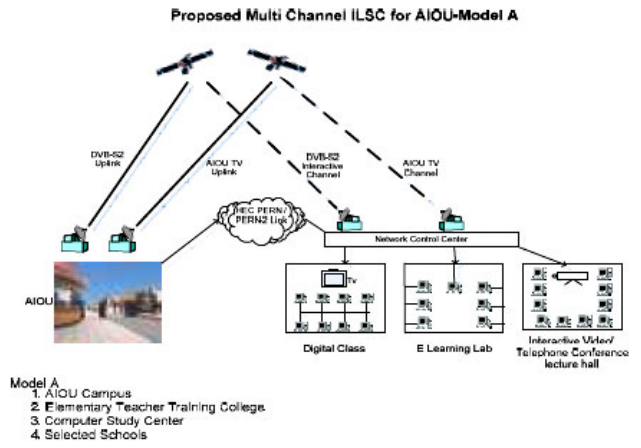 Proposed Multi Channel ILSC for AIOU-Model A
DVB-S2
Uplink
AIOU TV
Uplink
DVB-S2
Interactive
Channel
AIOU TV
Channel
HEC PERN/
PERN2 Link
Network Control Center
AIOU
Tv
Digital Class
E Learning Lab
Interactive Video/
Telephone Conference
lecture hall
Model A
1. AIOU Campus
2. Elementary Teacher Training College
3. Computer Study Center
4. Selected Schools